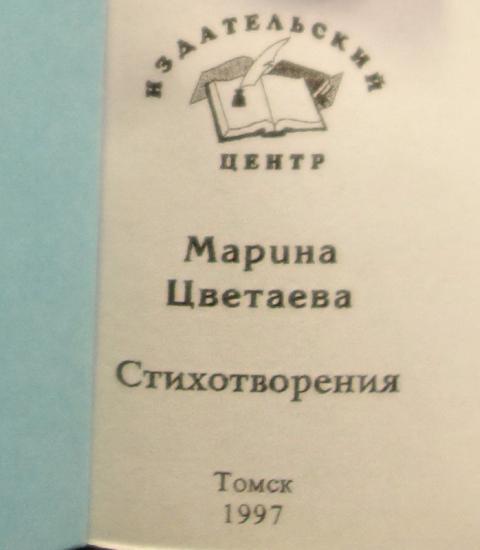 ИЗДАТЕЛЬСКИЙ
ЦЕНТР
Марина
Цветаева
Стихотворения
Томск
1997